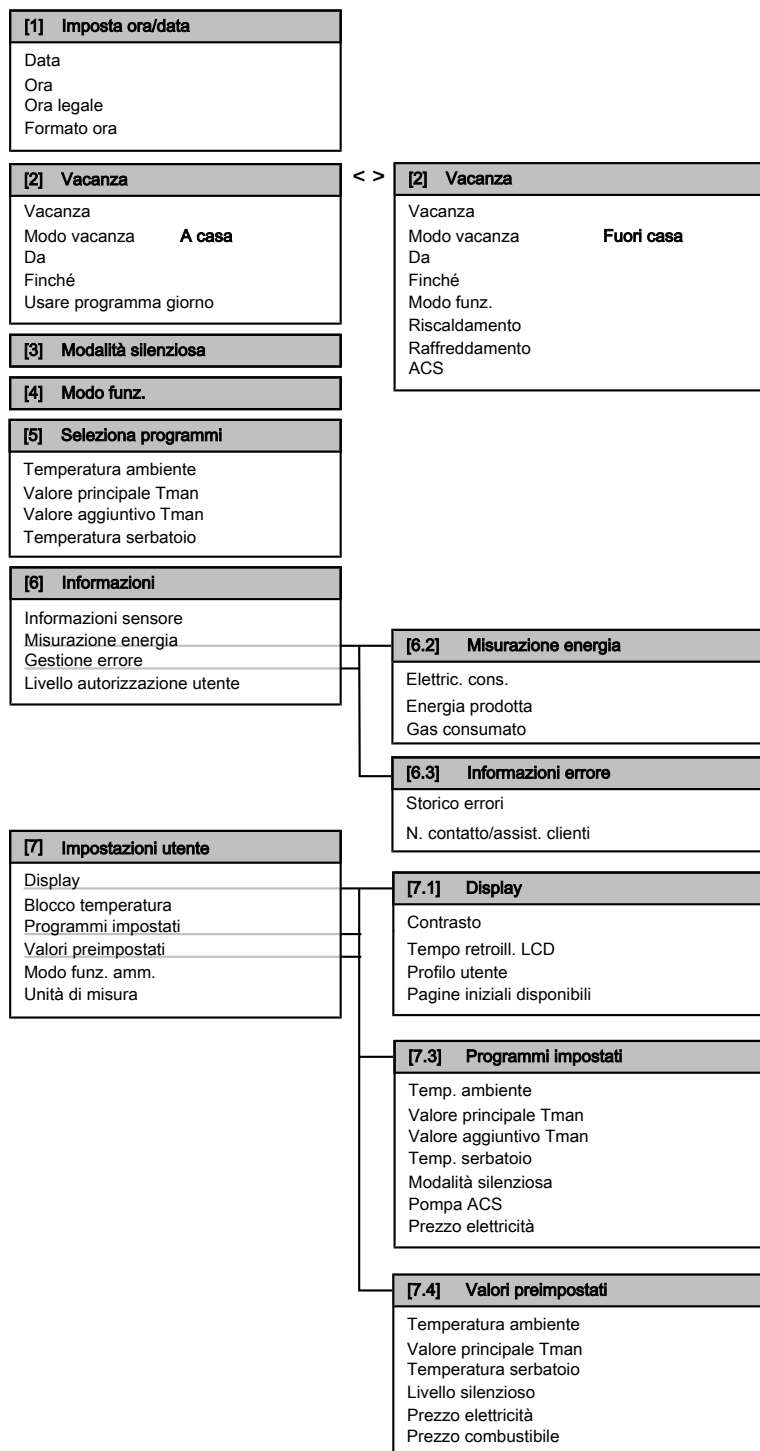 [1] Imposta ora/data
Data
Ora
Ora legale
Formato ora
[2] Vacanza
Vacanza
Modo vacanza A casa
Da
Finché
Usare programma giorno
< >
[2] Vacanza
Vacanza
Modo vacanza Fuori casa
Da
Finché
Modo funz.
Riscaldamento
Raffreddamento
ACS
[3] Modalità silenziosa
[4] Modo funz.
[5] Seleziona programmi
Temperatura ambiente
Valore principale Tman
Valore aggiuntivo Tman
Temperatura serbatoio
[6] Informazioni
Informazioni sensore
Misurazione energia
Gestione errore
Livello autorizzazione utente
[6.2] Misurazione energia
Elettric. cons.
Energia prodotta
Gas consumato
[6.3] Informazioni errore
Storico errori
N. contatto/assist. clienti
[7] Impostazioni utente
Display
Blocco temperatura
Programmi impostati
Valori preimpostati
Modo funz. amm.
Unità di misura
[7.1] Display
Contrasto
Tempo retroill. LCD
Profilo utente
Pagine iniziali disponibili
[7.3] Programmi impostati
Temp. ambiente
Valore principale Tman
Valore aggiuntivo Tman
Temp. serbatoio
Modalità silenziosa
Pompa ACS
Prezzo elettricità
[7.4] Valori preimpostati
Temperatura ambiente
Valore principale Tman
Temperatura serbatoio
Livello silenzioso
Prezzo elettricità
Prezzo combustibile